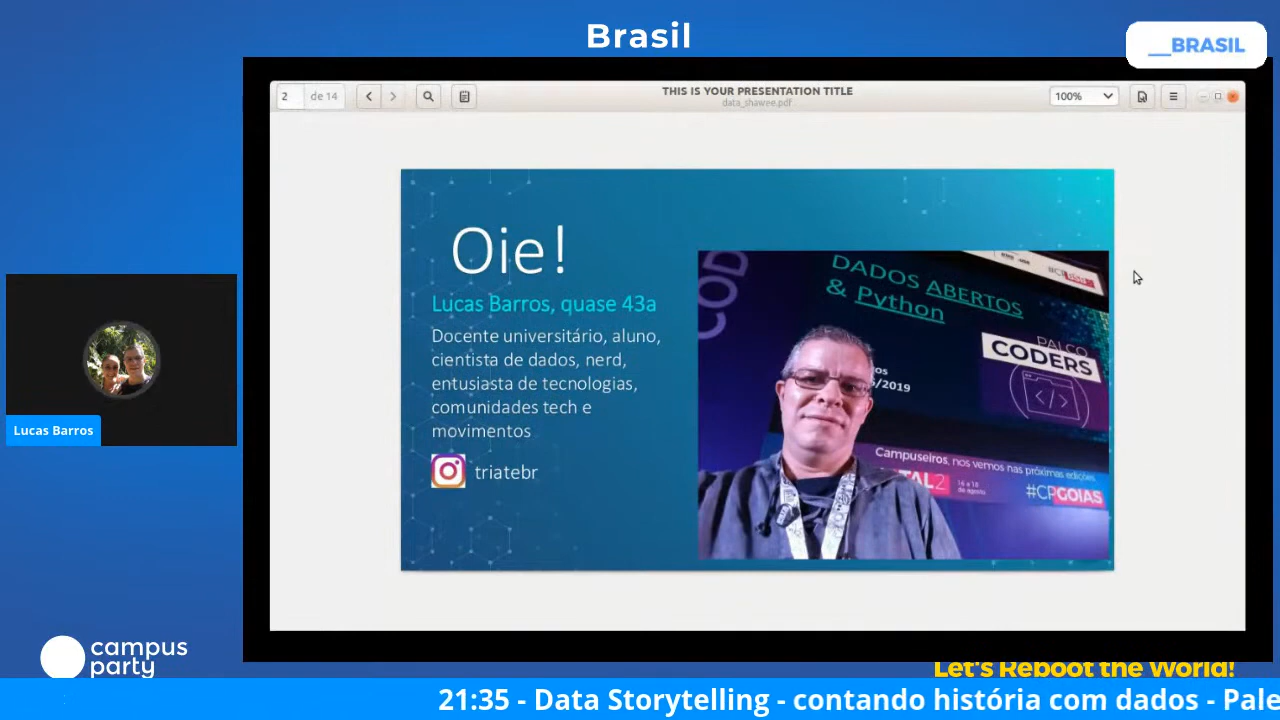 Brasil
__BRASIL
2 de 14
THIS IS YOUR PRESENTATION TITLE
data_shawee.pdf
100%
Oie!
Lucas Barros, quase 43a
Docente universitário, aluno,
cientista de dados, nerd,
entusiasta de tecnologias,
comunidades tech e
movimentos
triatebr
DADOS ABERTOS
& Python
PALCO
CODERS
</>
/2019
Campuseiros, nos vemos nas próximas edições.
#CPGOIAS
Lucas Barros
campus
party
Let's Reboot the World!
21:35 - Data Storytelling - contando história com dados - Pale